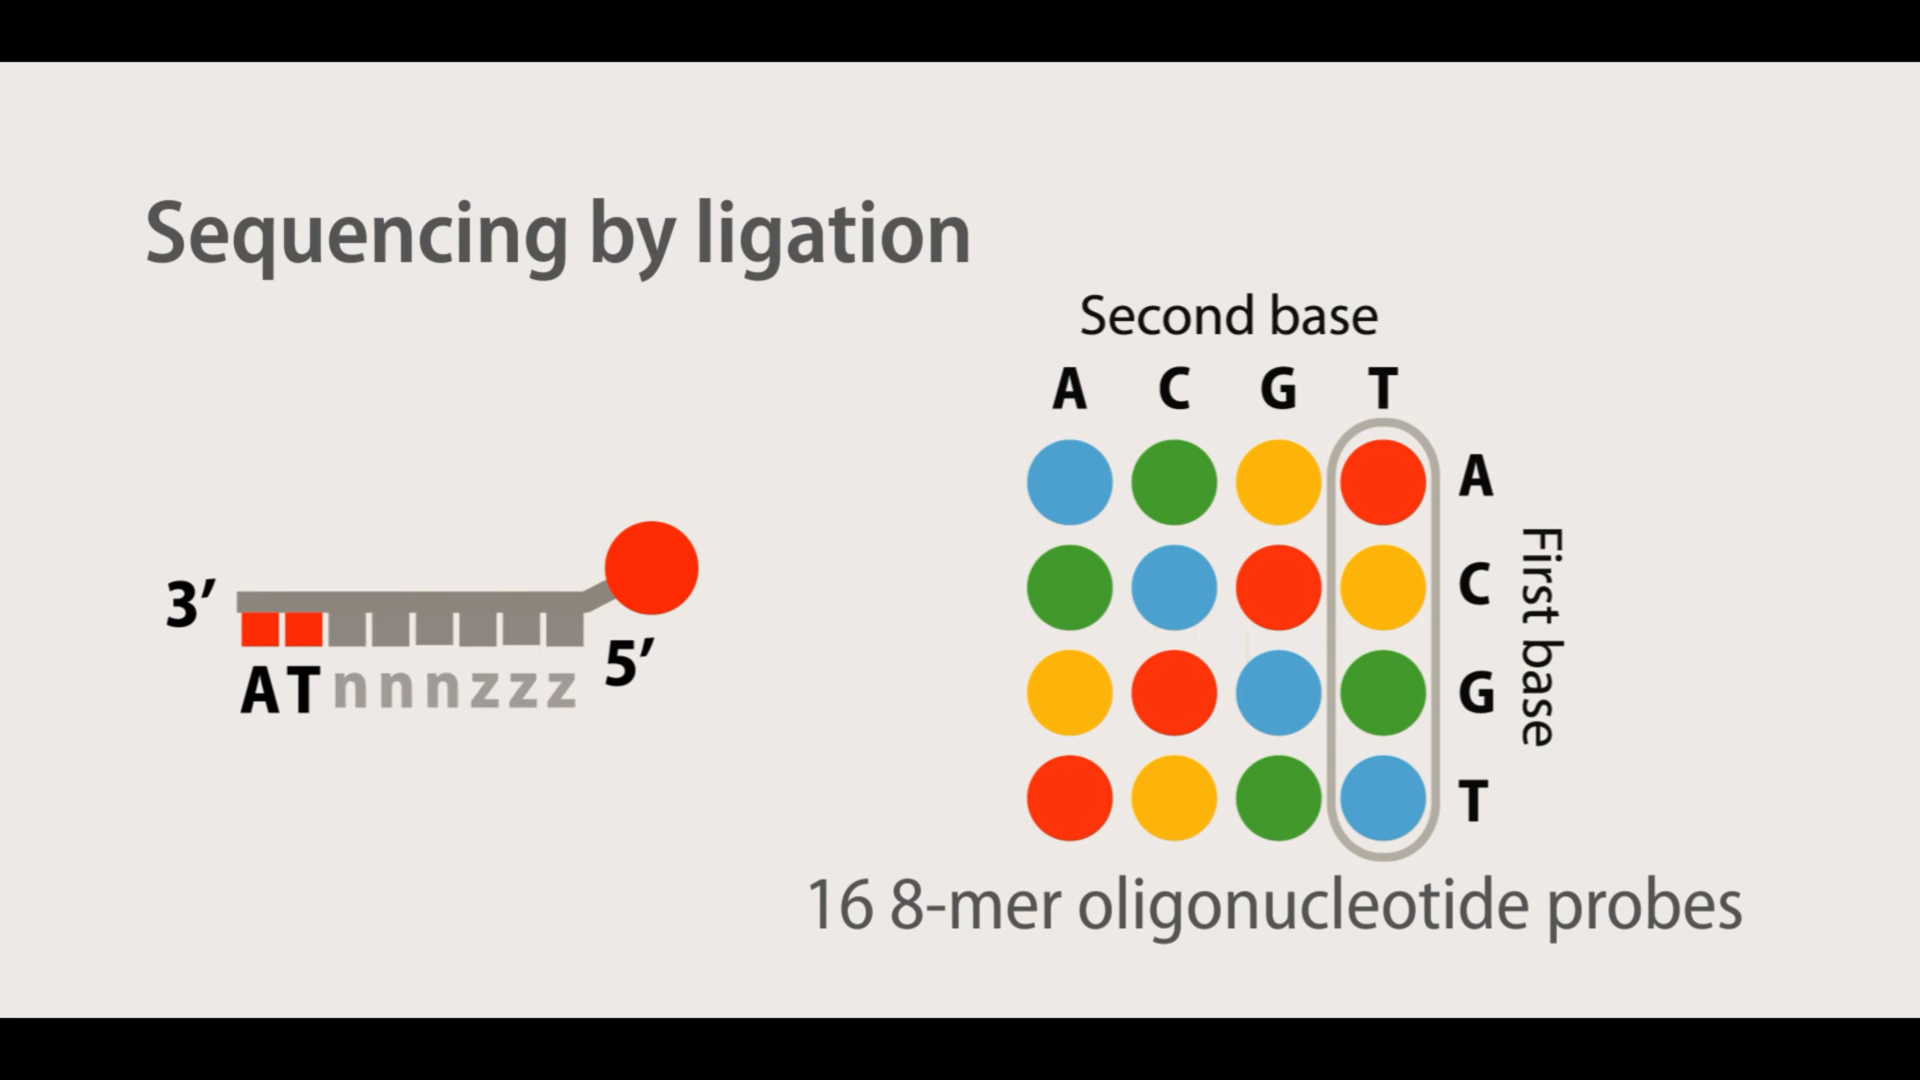 Sequencing by ligation
Second base
A C G T
A
C
G
T
First base
3′
5′
ATnnnzzz
16 8-mer oligonucleotide probes